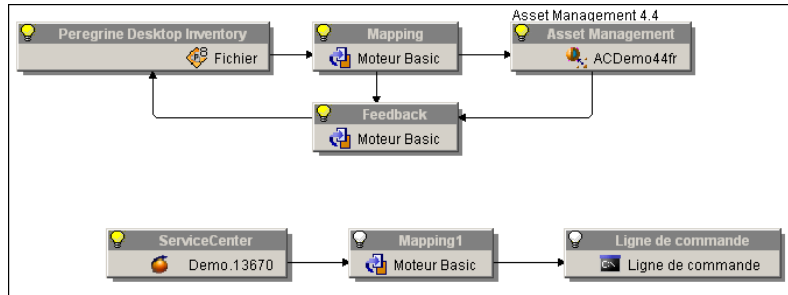 Asset Management 4.4
Peregrine Desktop Inventory
Fichier
Mapping
Moteur Basic
Asset Management
ACDemo44fr
Feedback
Moteur Basic
ServiceCenter
Demo.13670
Mapping1
Moteur Basic
Ligne de commande
Ligne de commande